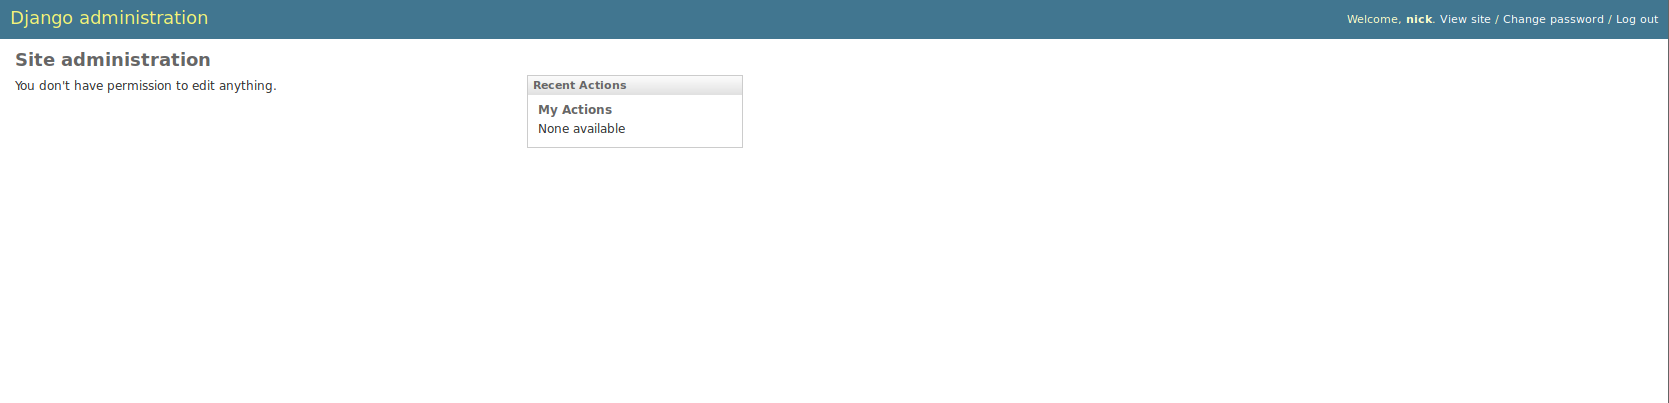 Django administration
Welcome, nick. View site / Change password / Log out
Site administration
You don't have permission to edit anything.
Recent Actions
My Actions
None available